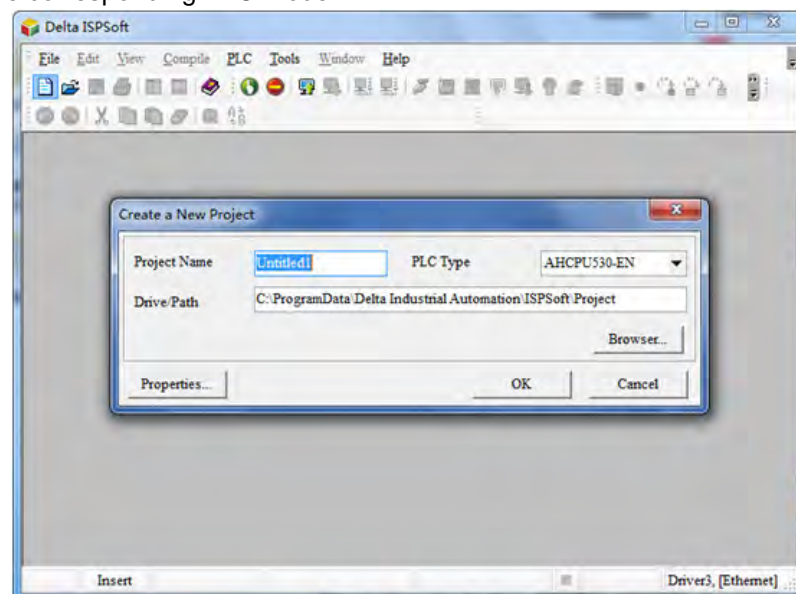 Delta ISPSoft
File Edit View Compile PLC Tools Window Help
Create a New Project
Project Name Untitled1 PLC Type AHCPU530-EN
Drive/Path C:\ProgramData\Delta Industrial Automation\ISPSoft\Project
Browser...
Properties... OK Cancel
Insert Driver3, [Ethernet]